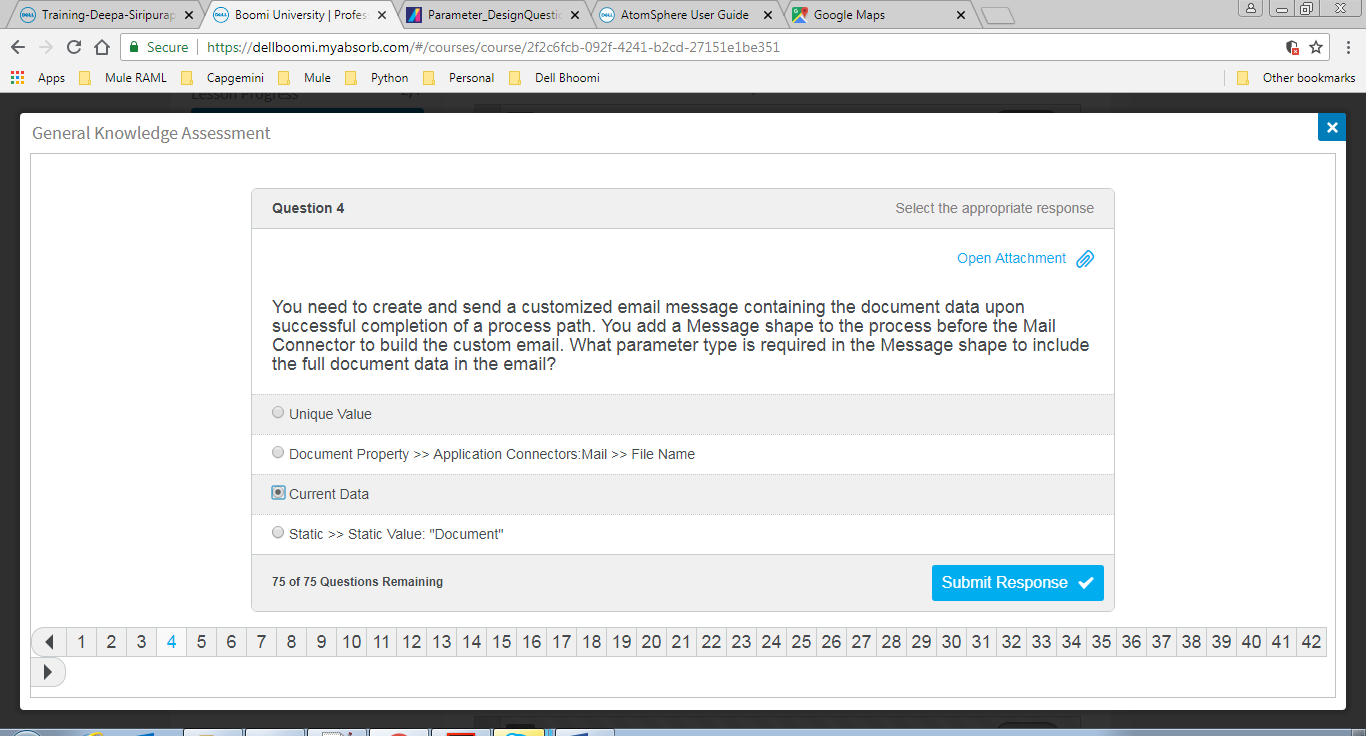 Training-Deepa-Siripurap
Boomi University | Profes
Parameter_DesignQuestic
AtomSphere User Guide
Google Maps
Secure
https://dellboomi.myabsorb.com/#/courses/course/2f2c6fcb-092f-4241-b2cd-27151e1be351
Apps Mule RAML Capgemini Mule Python Personal Dell Bhoomi Other bookmarks
Lesson Progress
General Knowledge Assessment
Question 4 Select the appropriate response
Open Attachment
You need to create and send a customized email message containing the document data upon
successful completion of a process path. You add a Message shape to the process before the Mail
Connector to build the custom email. What parameter type is required in the Message shape to include
the full document data in the email?
Unique Value
Document Property >> Application Connectors:Mail >> File Name
Current Data
Static >> Static Value: "Document"
75 of 75 Questions Remaining Submit Response
1 2 3 4 5 6 7 8 9 10 11 12 13 14 15 16 17 18 19 20 21 22 23 24 25 26 27 28 29 30 31 32 33 34 35 36 37 38 39 40 41 42